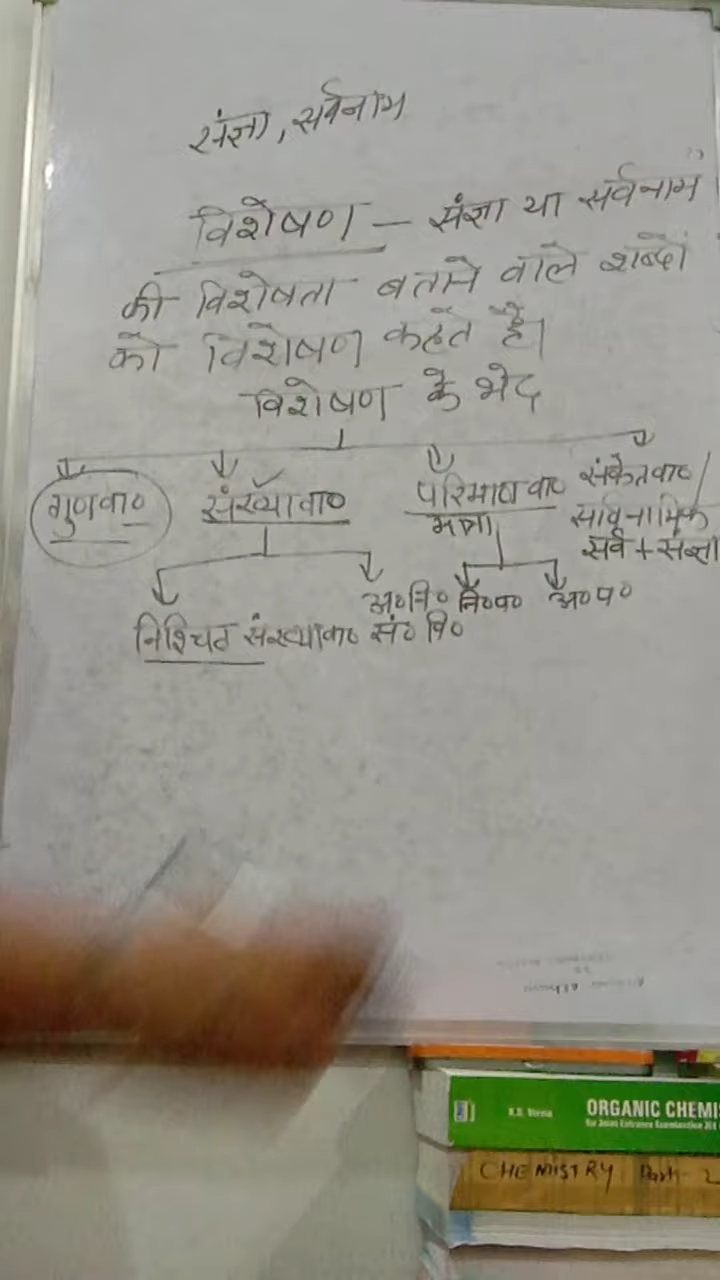 संज्ञा, सर्वनाम
विशेषण – संज्ञा या सर्वनाम
की विशेषता बताने वाले शब्दों
को विशेषण कहते है।
विशेषण के भेद
गुणवा० संख्यावा० परिमाणवा० संकेतवा० /
मात्रा सार्वनामिक
सर्व + संज्ञा
अ०नि० नि०प० अ०प०
निश्चित संख्यावा० सं० वि०
ORGANIC CHEMIS
CHEMISTRY Part - 2